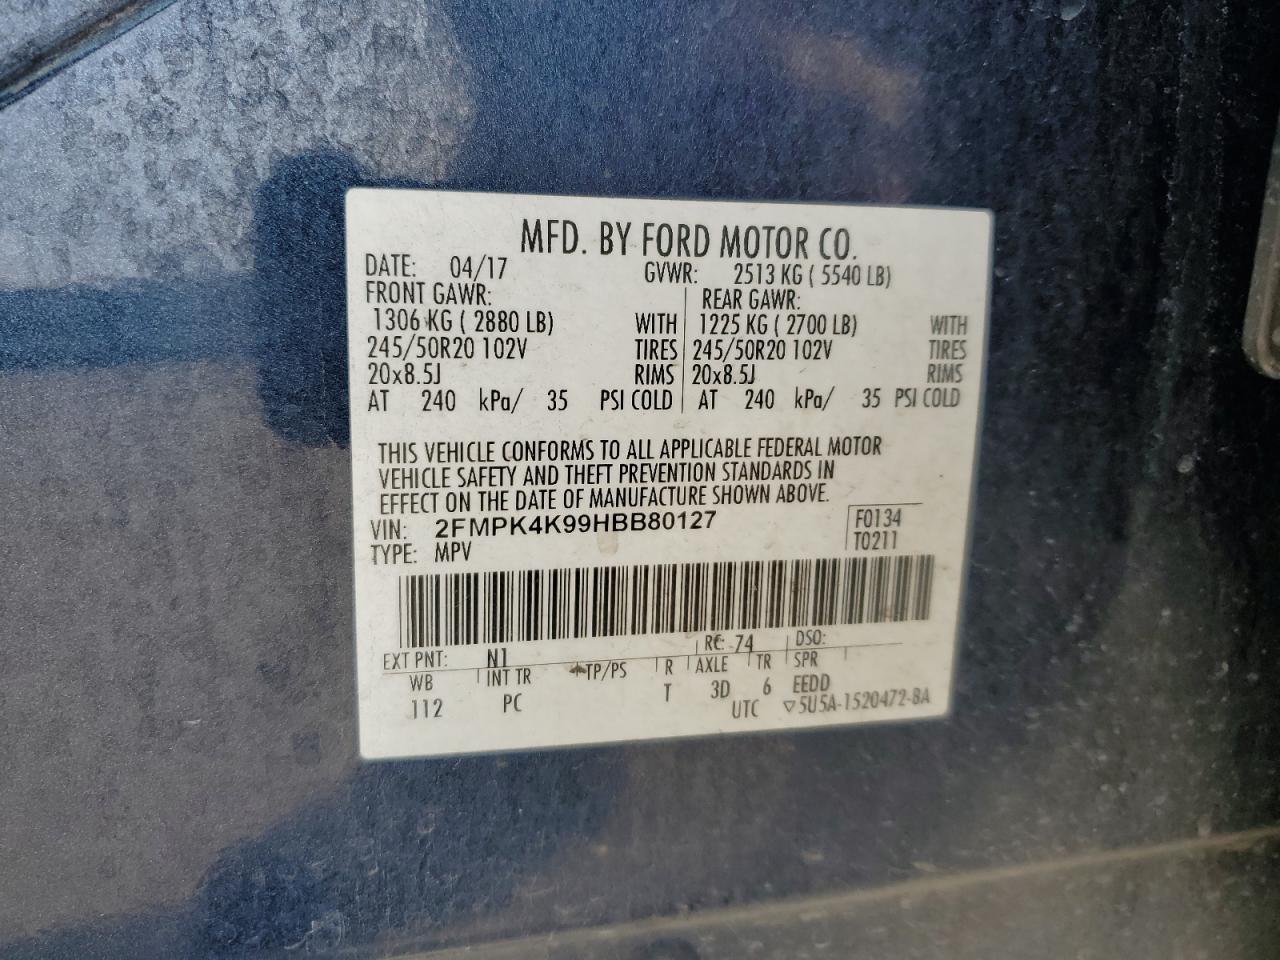 MFD. BY FORD MOTOR CO.
DATE: 04/17 GVWR: 2513 KG ( 5540 LB)
FRONT GAWR: REAR GAWR:
1306 KG ( 2880 LB) WITH 1225 KG ( 2700 LB) WITH
245/50R20 102V TIRES 245/50R20 102V TIRES
20x8.5J RIMS 20x8.5J RIMS
AT 240 kPa/ 35 PSI COLD AT 240 kPa/ 35 PSI COLD
THIS VEHICLE CONFORMS TO ALL APPLICABLE FEDERAL MOTOR
VEHICLE SAFETY AND THEFT PREVENTION STANDARDS IN
EFFECT ON THE DATE OF MANUFACTURE SHOWN ABOVE.
VIN: 2FMPK4K99HBB80127 F0134
TYPE: MPV T0211
EXT PNT: N1 RC: 74 DSO:
WB INT TR TP/PS R AXLE TR SPR
112 PC T 3D 6 EEDD
UTC ▽5U5A-1520472-BA